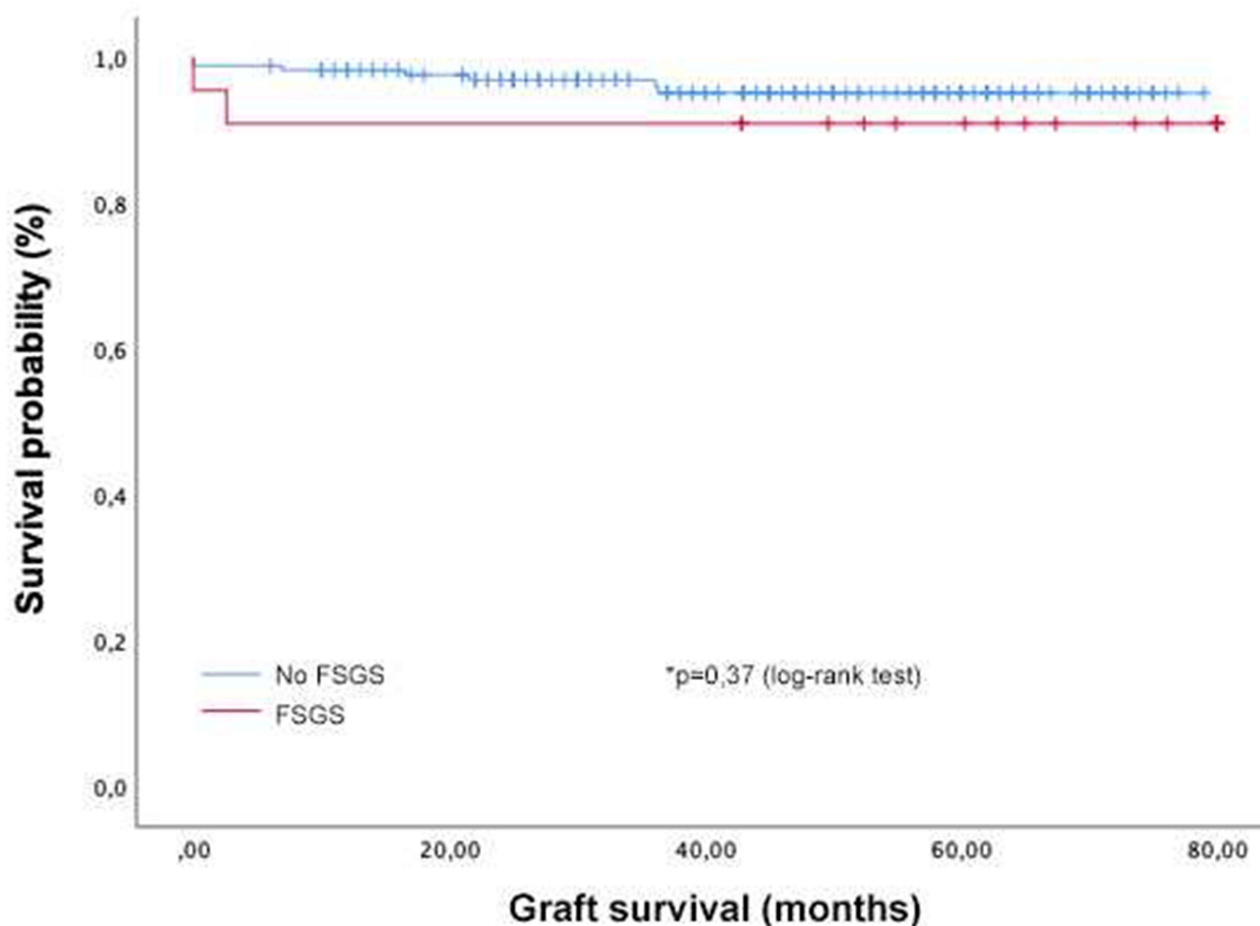 Survival probability (%)
1,0
0,8
0,6
0,4
0,2
0,0
No FSGS
FSGS
*p=0,37 (log-rank test)
,00
20,00
40,00
60,00
80,00
Graft survival (months)